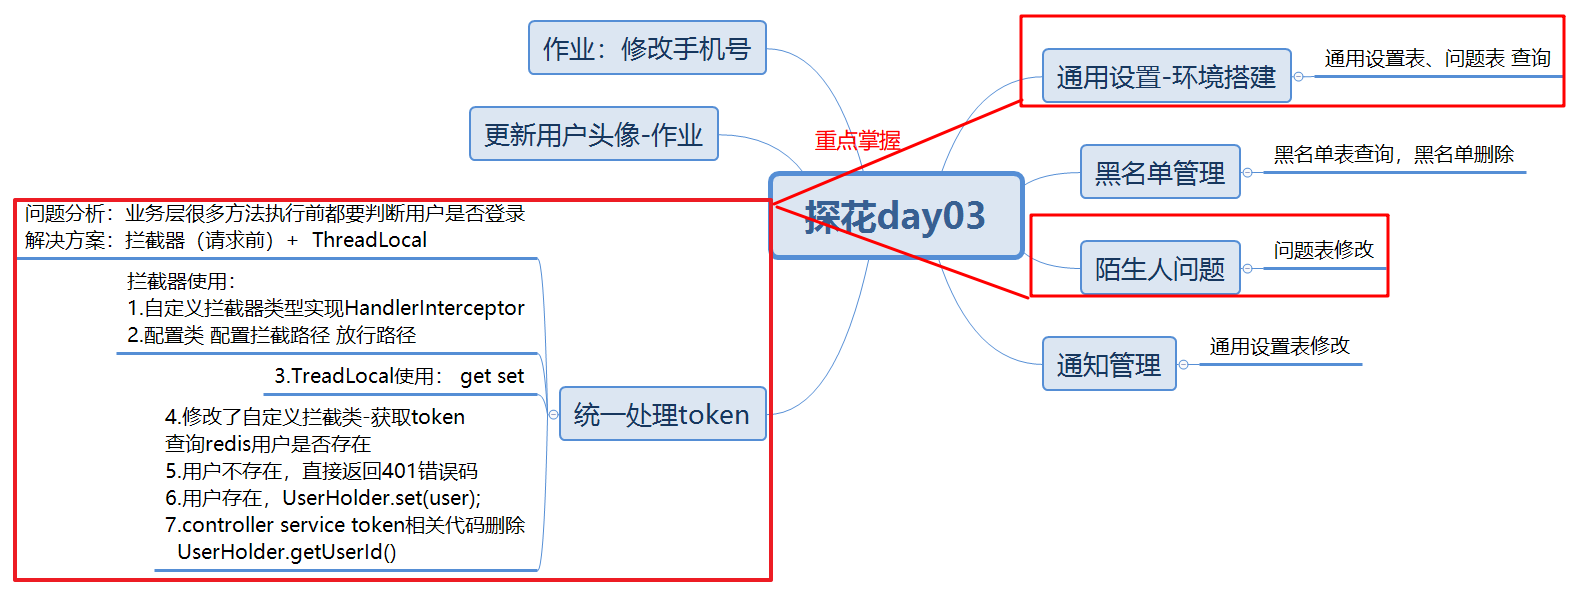 作业：修改手机号
更新用户头像-作业
重点掌握
探花day03
通用设置-环境搭建
通用设置表、问题表 查询
黑名单管理
黑名单表查询，黑名单删除
陌生人问题
问题表修改
通知管理
通用设置表修改
统一处理token
问题分析：业务层很多方法执行前都要判断用户是否登录
解决方案：拦截器（请求前）+ ThreadLocal
拦截器使用：
1.自定义拦截器类型实现HandlerInterceptor
2.配置类 配置拦截路径 放行路径
3.TreadLocal使用： get set
4.修改了自定义拦截类-获取token
查询redis用户是否存在
5.用户不存在，直接返回401错误码
6.用户存在，UserHolder.set(user);
7.controller service token相关代码删除
UserHolder.getUserId()